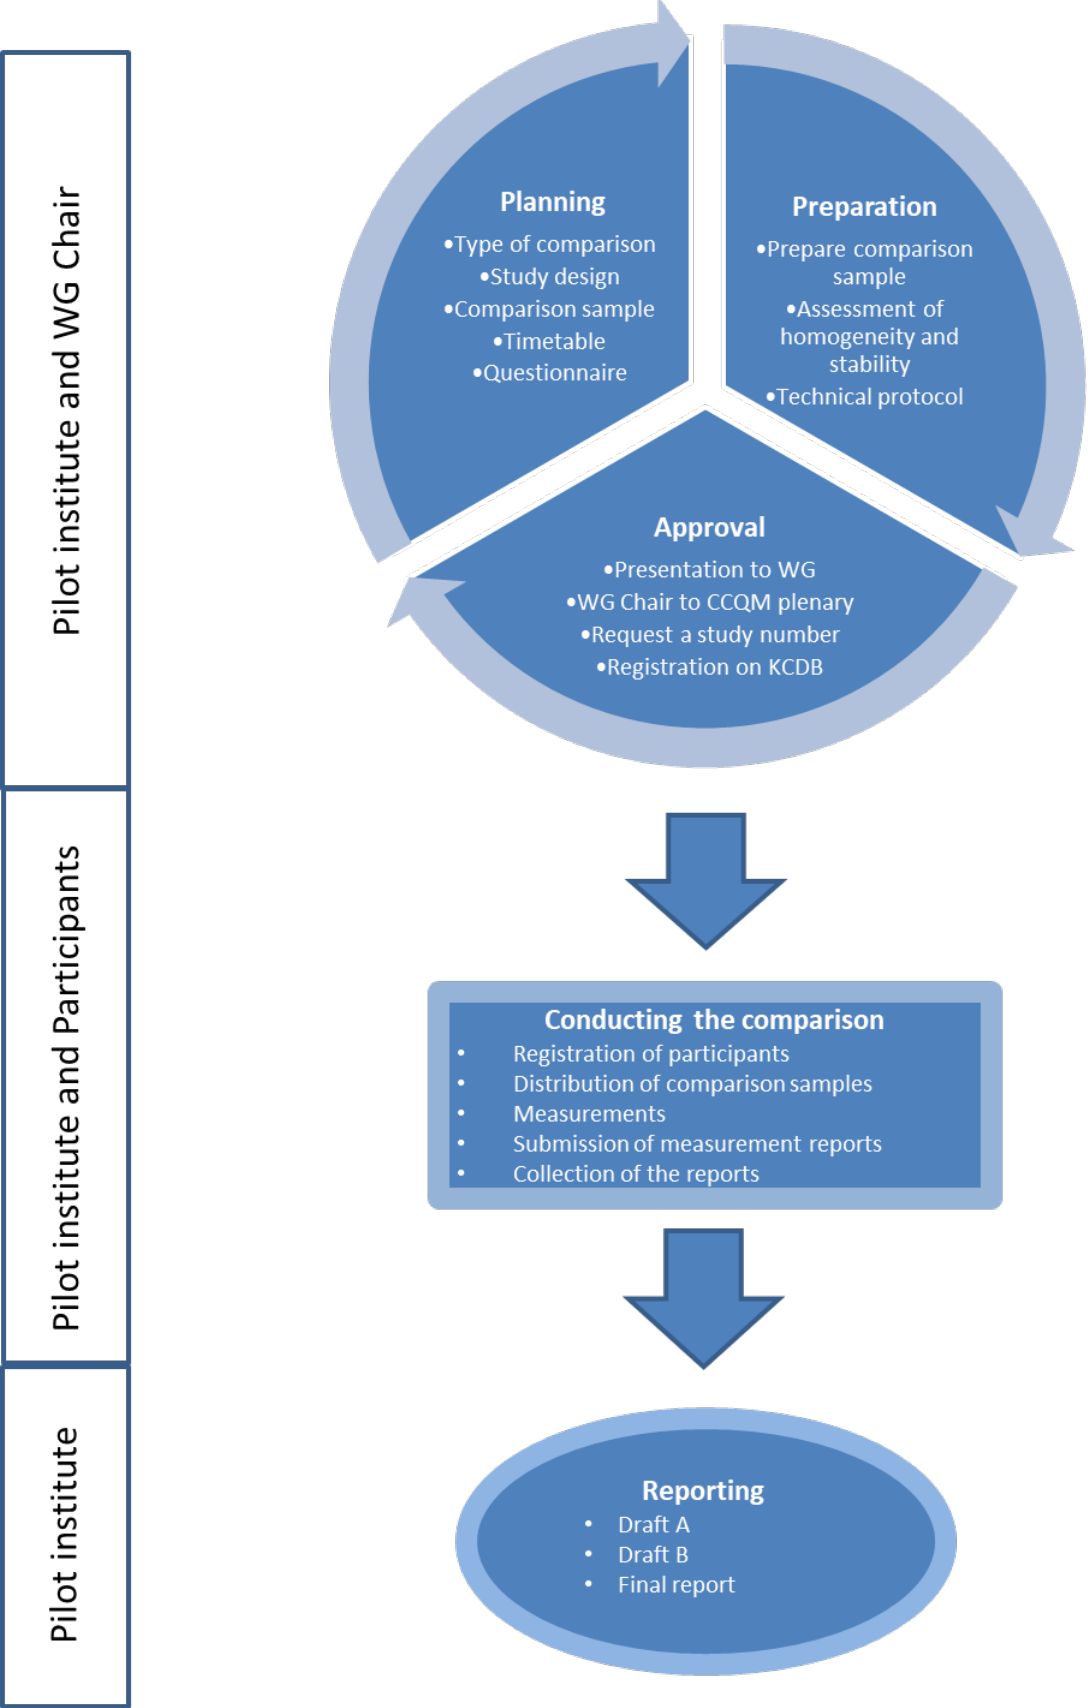 Pilot institute and WG Chair
Planning
•Type of comparison
•Study design
•Comparison sample
•Timetable
•Questionnaire
Preparation
•Prepare comparison
sample
•Assessment of
homogeneity and
stability
•Technical protocol
Approval
•Presentation to WG
•WG Chair to CCQM plenary
•Request a study number
•Registration on KCDB
Pilot institute and Participants
Conducting the comparison
• Registration of participants
• Distribution of comparison samples
• Measurements
• Submission of measurement reports
• Collection of the reports
Pilot institute
Reporting
• Draft A
• Draft B
• Final report